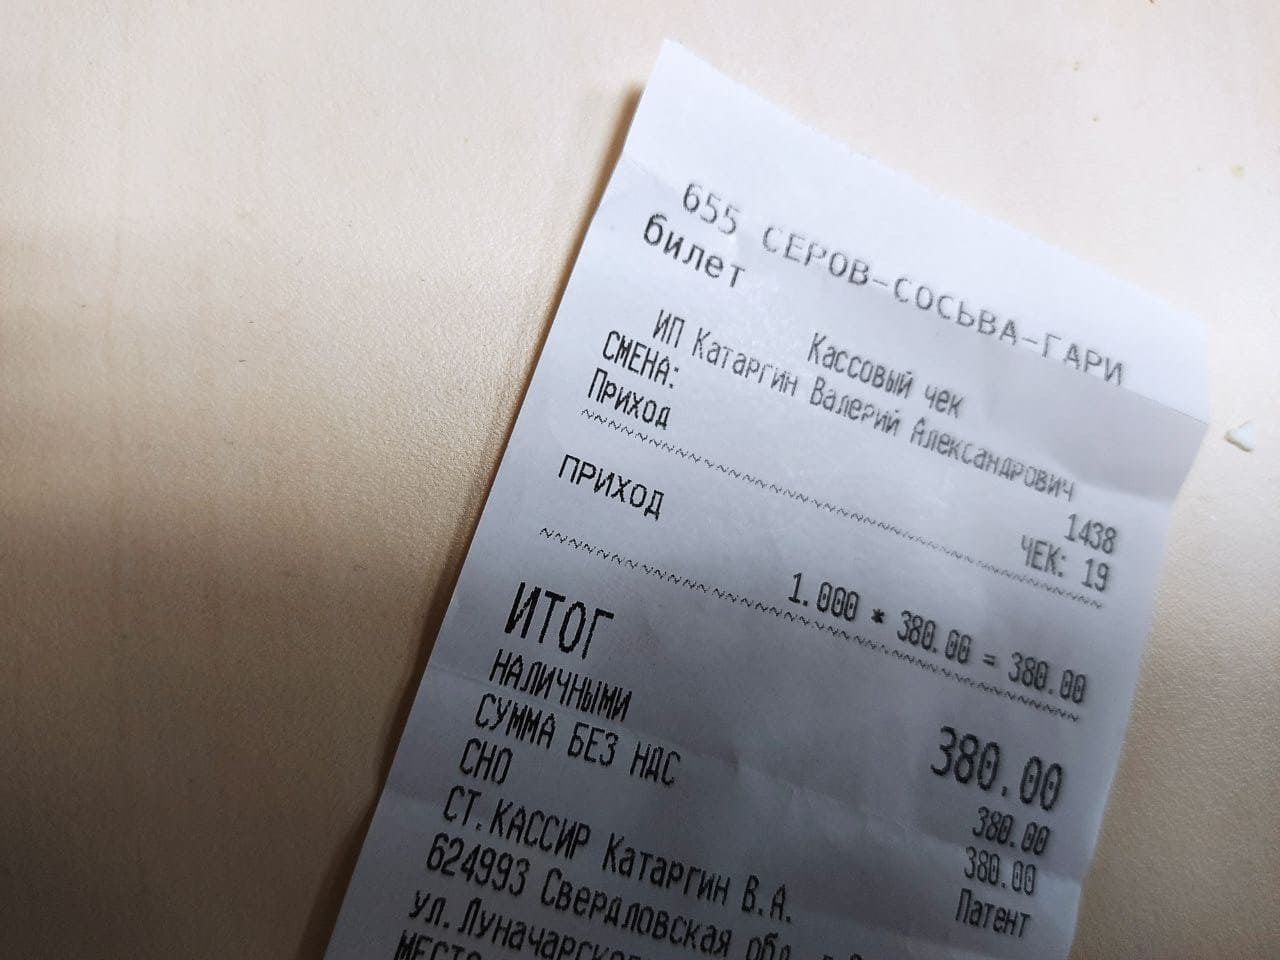 655 СЕРОВ-СОСЬВА-ГАРИ
билет
Кассовый чек
ИП Катаргин Валерий Александрович
СМЕНА: 1438
Приход ЧЕК: 19
ПРИХОД
1.000 * 380.00 = 380.00
ИТОГ 380.00
НАЛИЧНЫМИ 380.00
СУММА БЕЗ НДС 380.00
СНО Патент
СТ.КАССИР Катаргин В.А.
624993 Свердловская обл
ул.Луначарско
МЕСТО